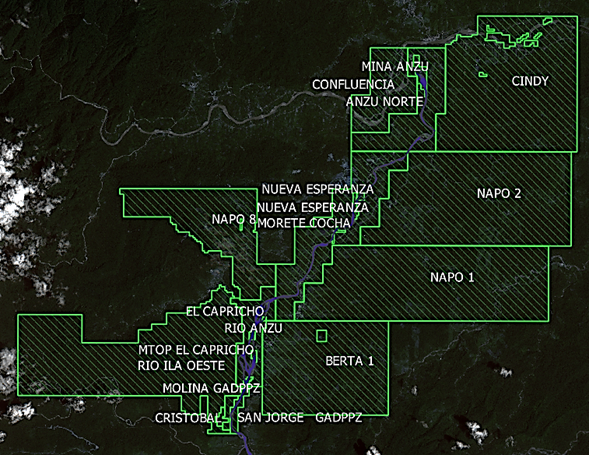 MINA ANZU
CONFLUENCIA
CINDY
ANZU NORTE
NUEVA ESPERANZA
NAPO 2
NUEVA ESPERANZA
NAPO 8
MORETE COCHA
NAPO 1
EL CAPRICHO
RIO ANZU
MTOP EL CAPRICHO
BERTA 1
RIO ILA OESTE
MOLINA GADPPZ
CRISTOBAL
SAN JORGE
GADPPZ